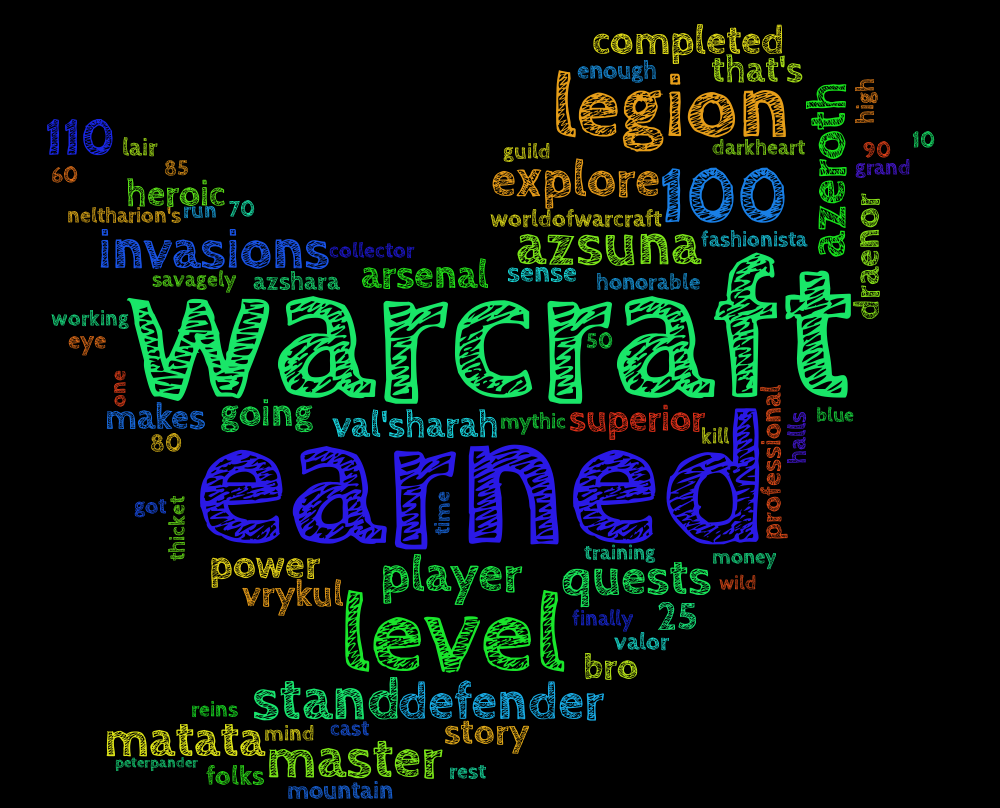 completed
enough that's
legion
azeroth
high
110 lair
guild darkheart
90 10
60 85
explore 100
grand
heroic
neltharion's run 70
worldofwarcraft
draenor
invasions collector
azsuna fashionista
savagely azshara arsenal sense honorable
warcraft
working
eye
50
one
makes going val'sharah mythic superior kill
professional
halls
blue
80
earned
got
thicket
time
power
vrykul
player
training
quests
money
wild
level
finally 25
valor
bro
reins stand defender
matata mind cast story
peterpander
folks master rest
mountain